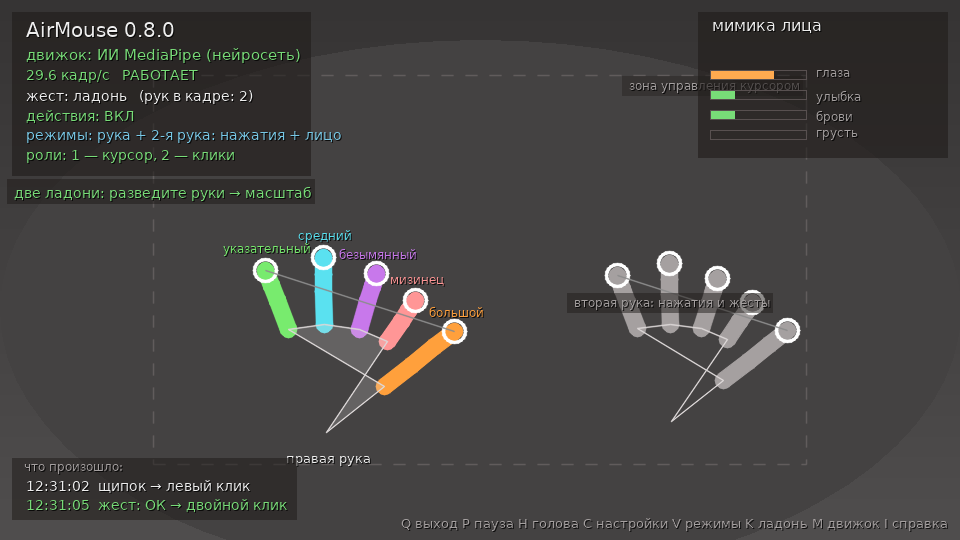 AirMouse 0.8.0
движок: ИИ MediaPipe (нейросеть)
29.6 кадр/с   РАБОТАЕТ
жест: ладонь   (рук в кадре: 2)
действия: ВКЛ
режимы: рука + 2-я рука: нажатия + лицо
роли: 1 — курсор, 2 — клики
две ладони: разведите руки → масштаб
мимика лица
глаза
зона управления курсором
улыбка
брови
грусть
средний
указательный
безымянный
мизинец
большой
вторая рука: нажатия и жесты
правая рука
что произошло:
12:31:02  щипок → левый клик
12:31:05  жест: ОК → двойной клик
Q выход P пауза H голова C настройки V режимы K ладонь M движок I справка